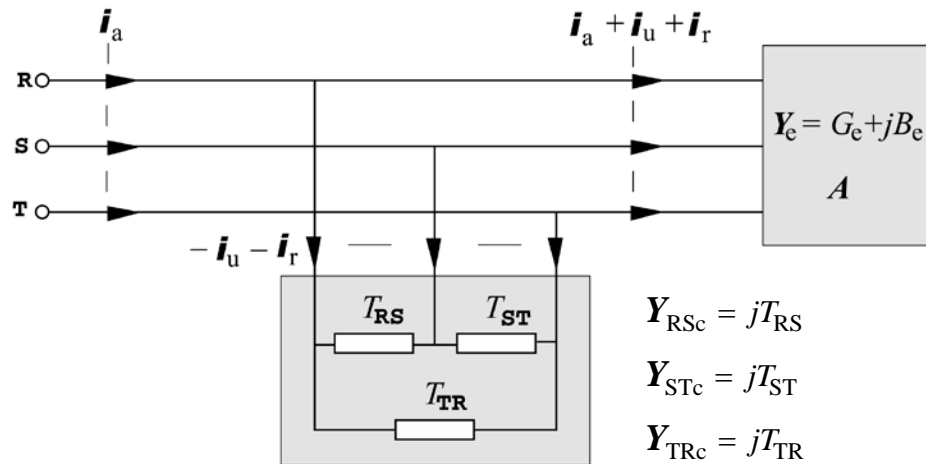 i_a
i_a + i_u + i_r
R
S
T
Y_e = G_e + jB_e
A
− i_u − i_r
T_RS
T_ST
T_TR
Y_RSc = jT_RS
Y_STc = jT_ST
Y_TRc = jT_TR